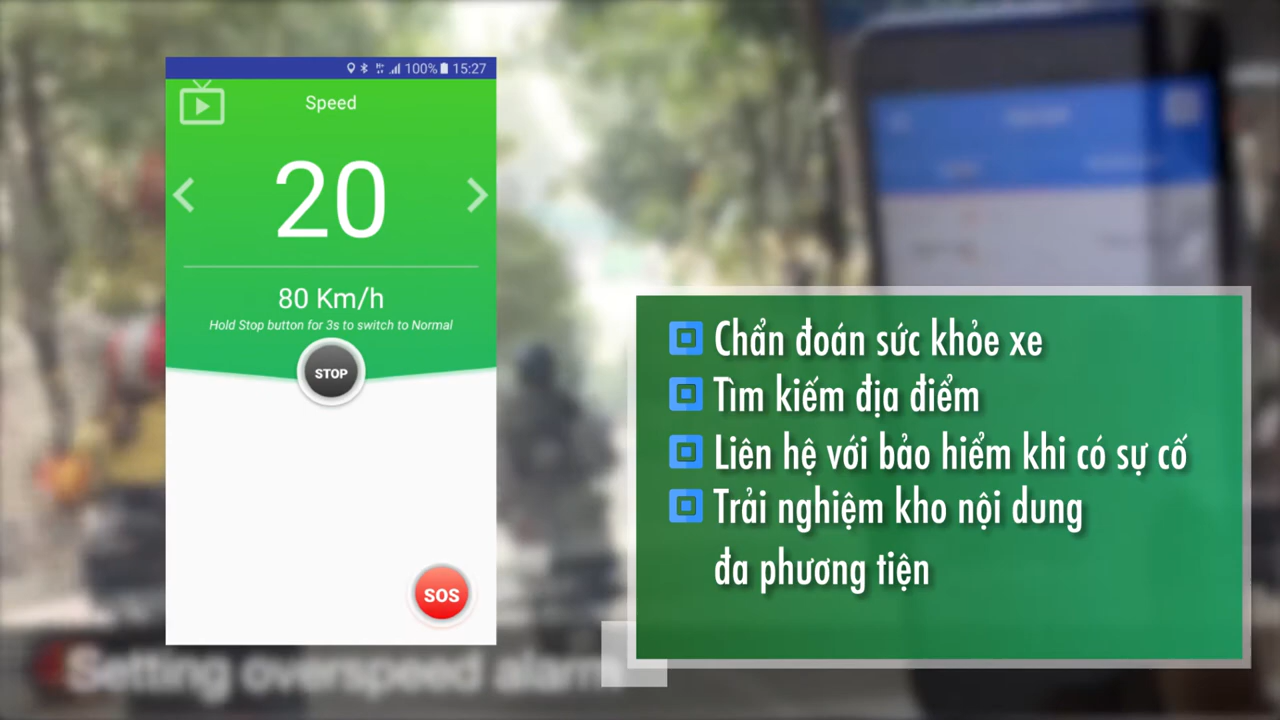 100% 15:27
Speed
20
80 Km/h
Hold Stop button for 3s to switch to Normal
STOP
SOS
Chẩn đoán sức khỏe xe
Tìm kiếm địa điểm
Liên hệ với bảo hiểm khi có sự cố
Trải nghiệm kho nội dung
đa phương tiện
Setting overspeed alarm